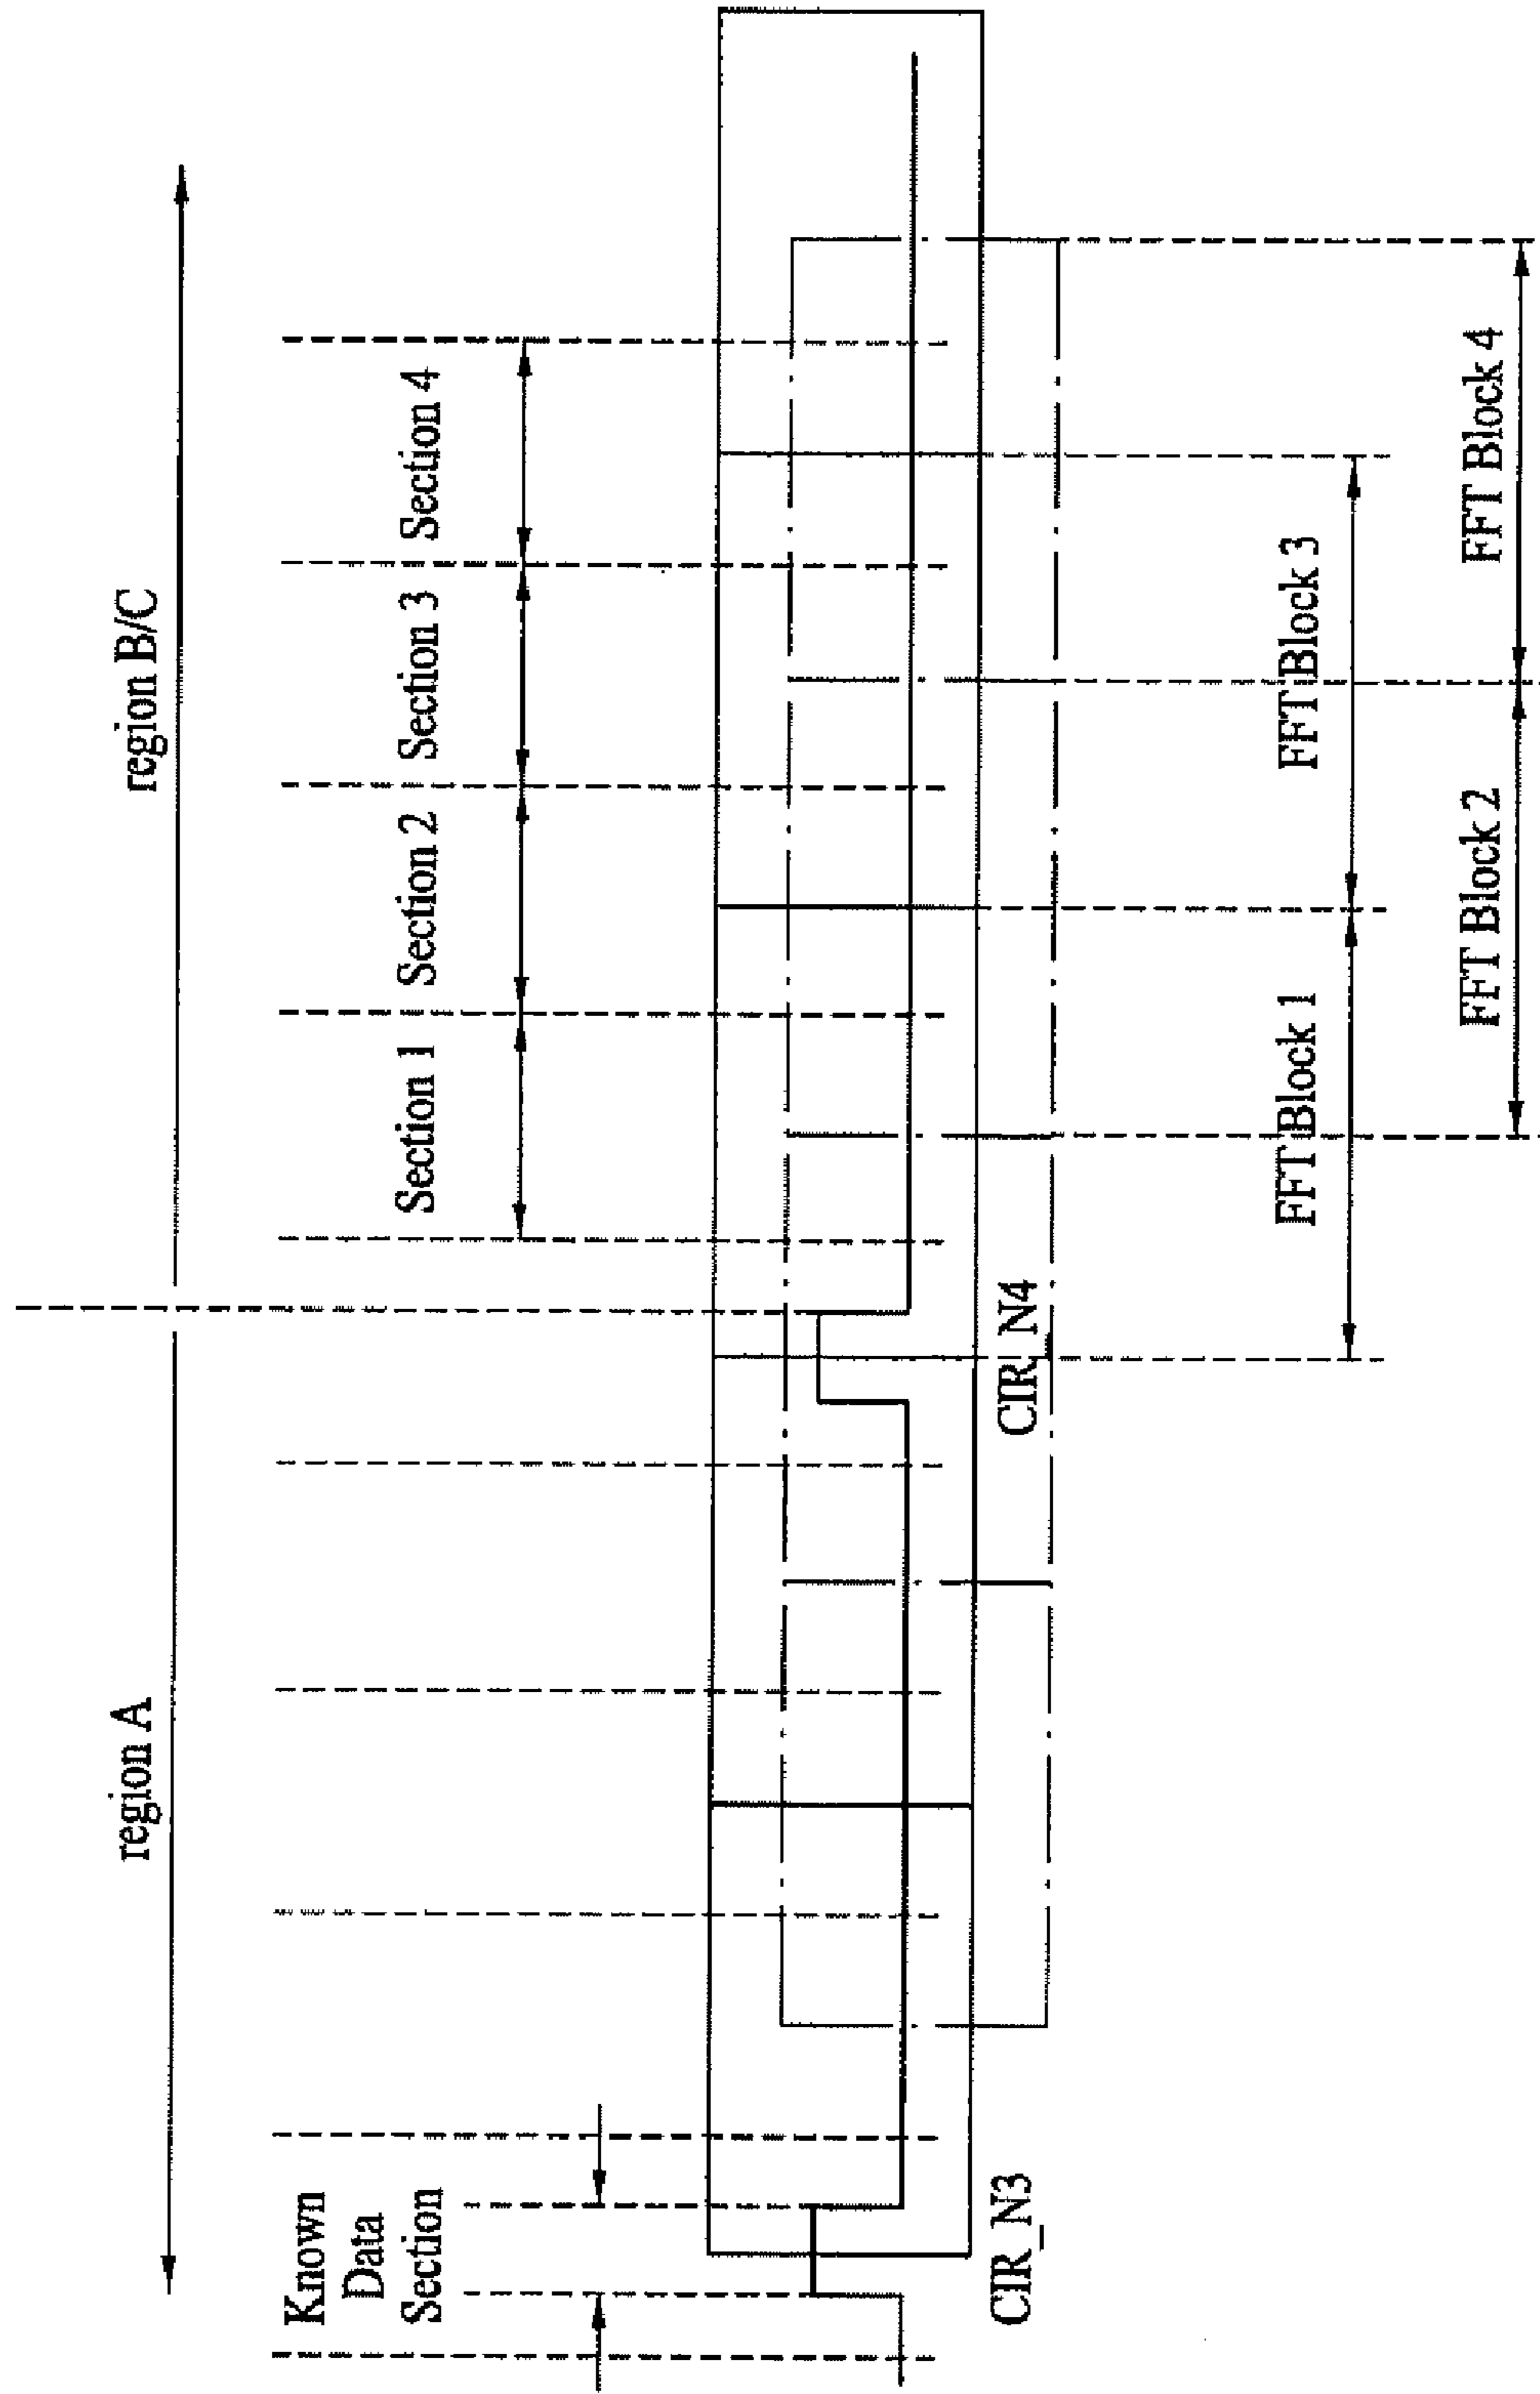 region A
region B/C
Known
Data
Section
Section 1
Section 2
Section 3
Section 4
CIR_N3
CIR_N4
FFT Block 1
FFT Block 3
FFT Block 2
FFT Block 4